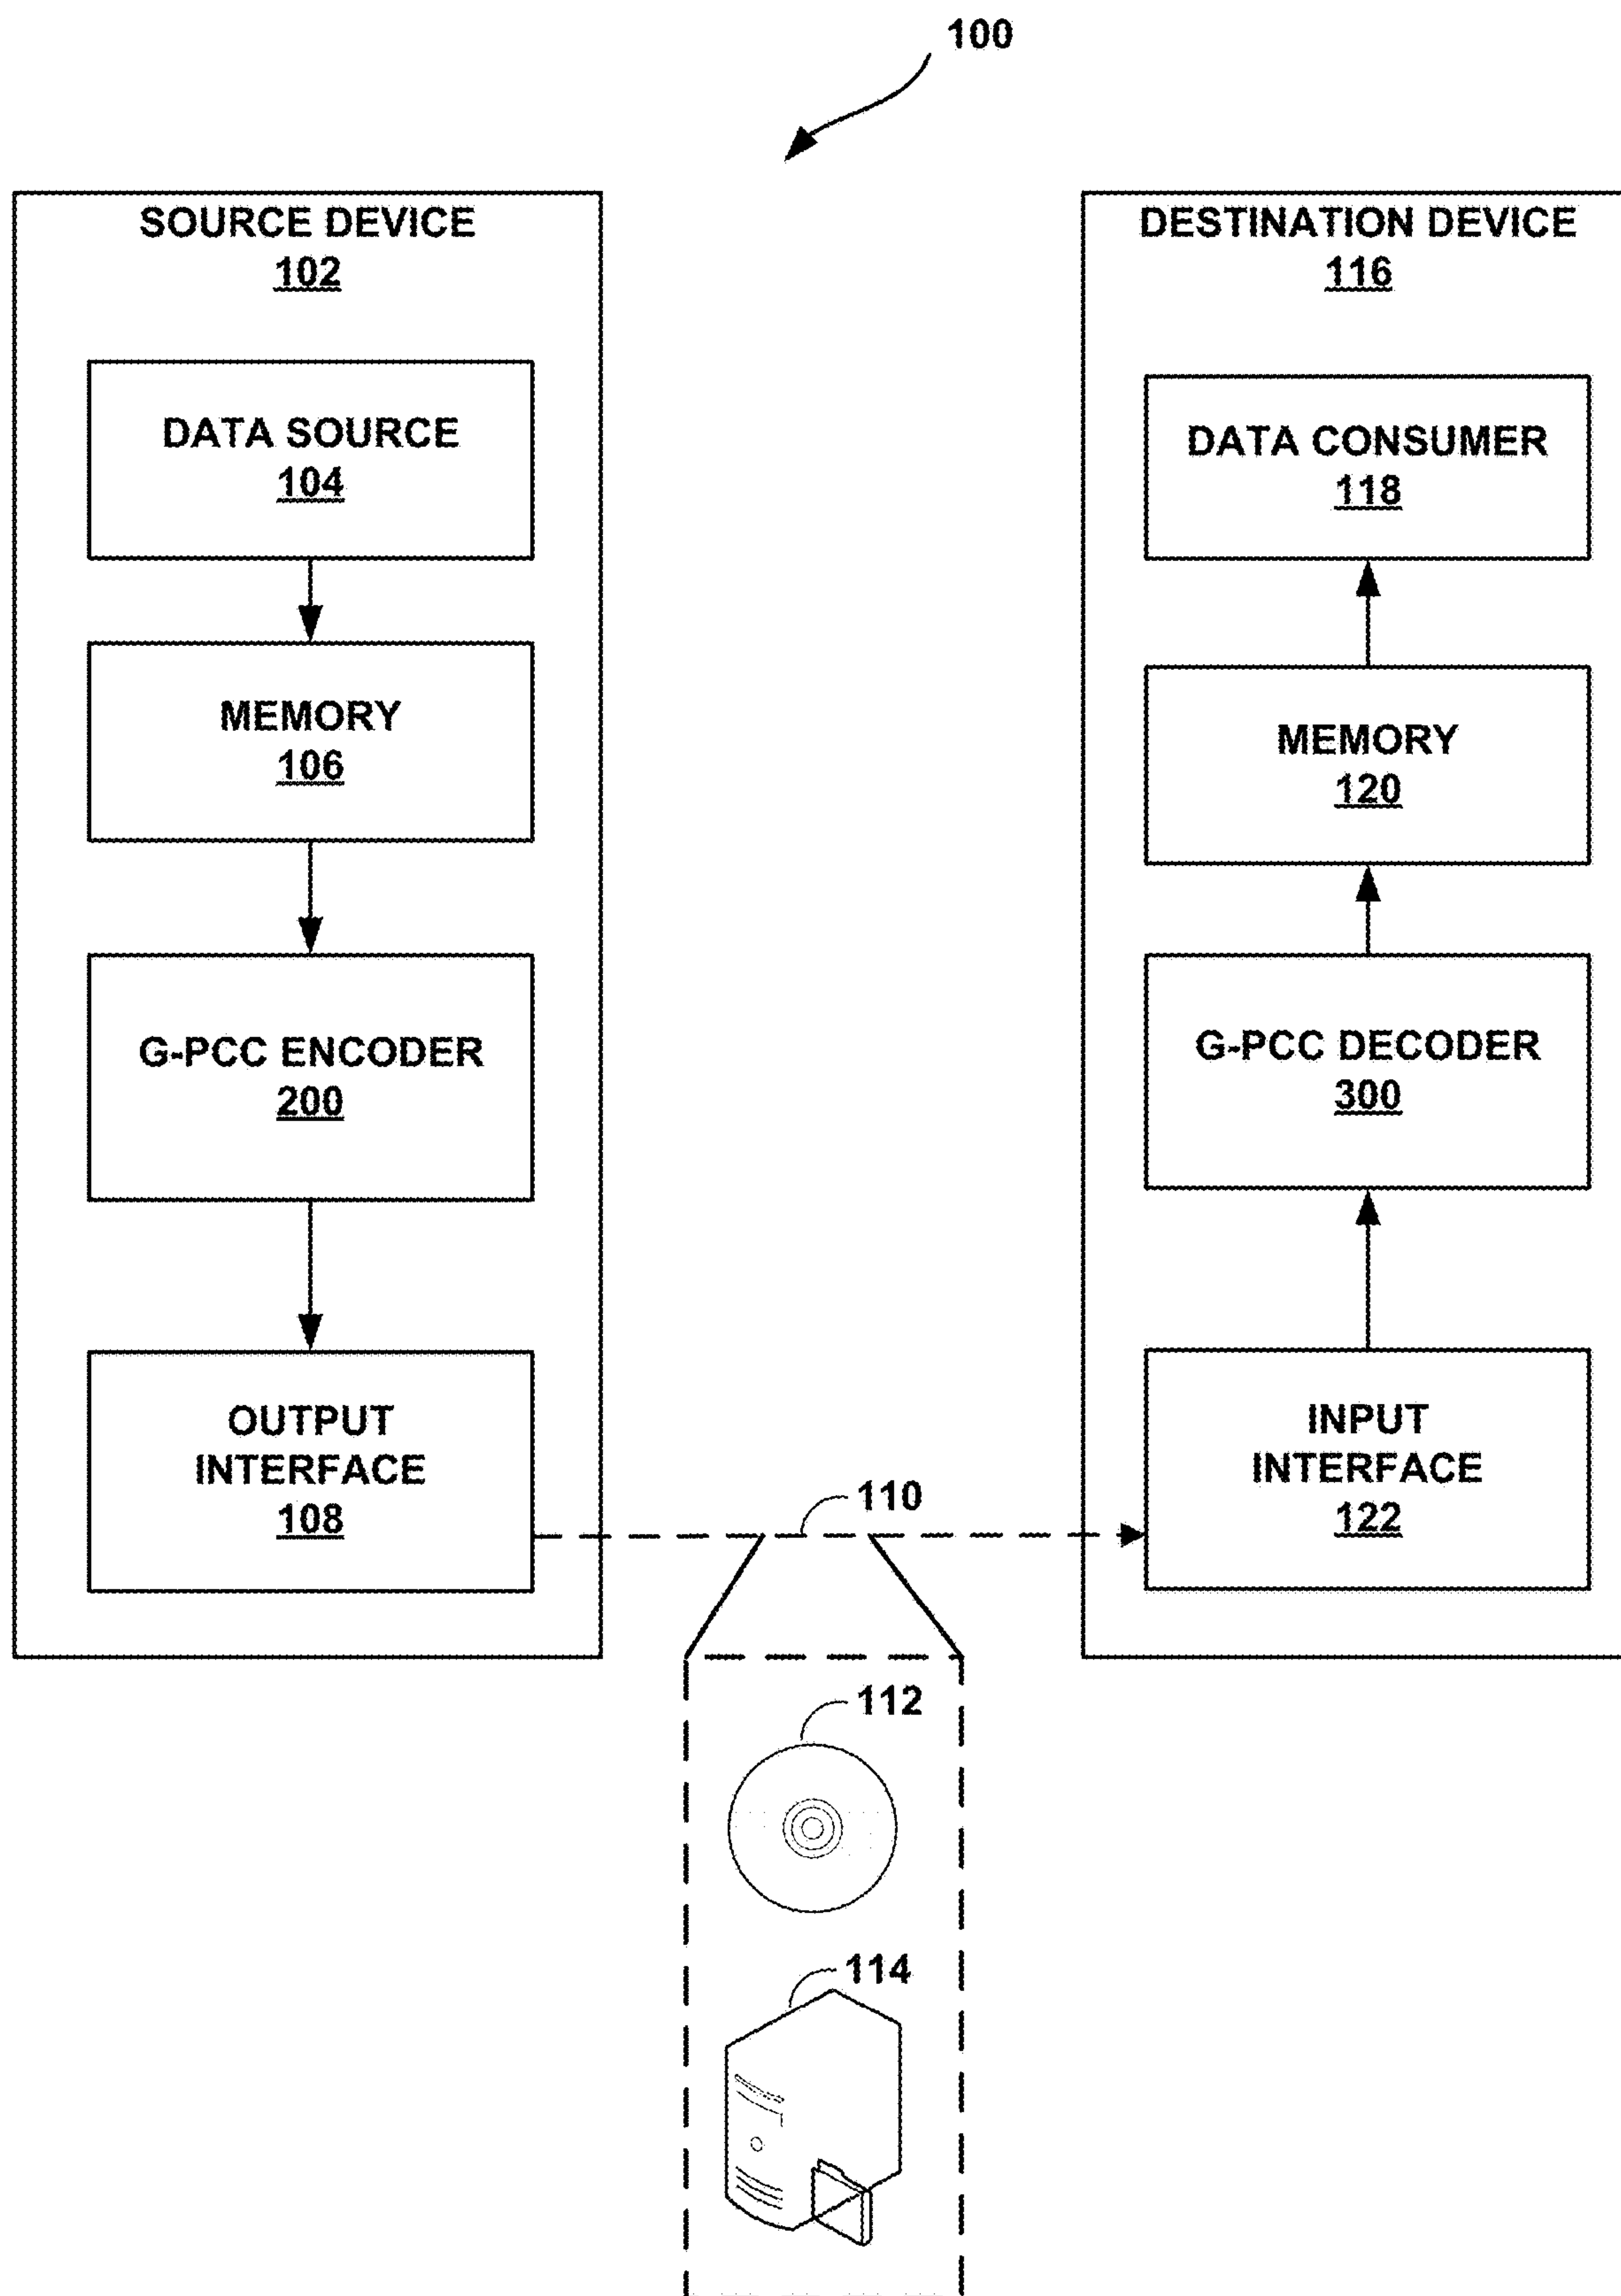 100
SOURCE DEVICE
102
DATA SOURCE
104
MEMORY
106
G-PCC ENCODER
200
OUTPUT
INTERFACE
108
DESTINATION DEVICE
116
DATA CONSUMER
118
MEMORY
120
G-PCC DECODER
300
INPUT
INTERFACE
122
110
112
114